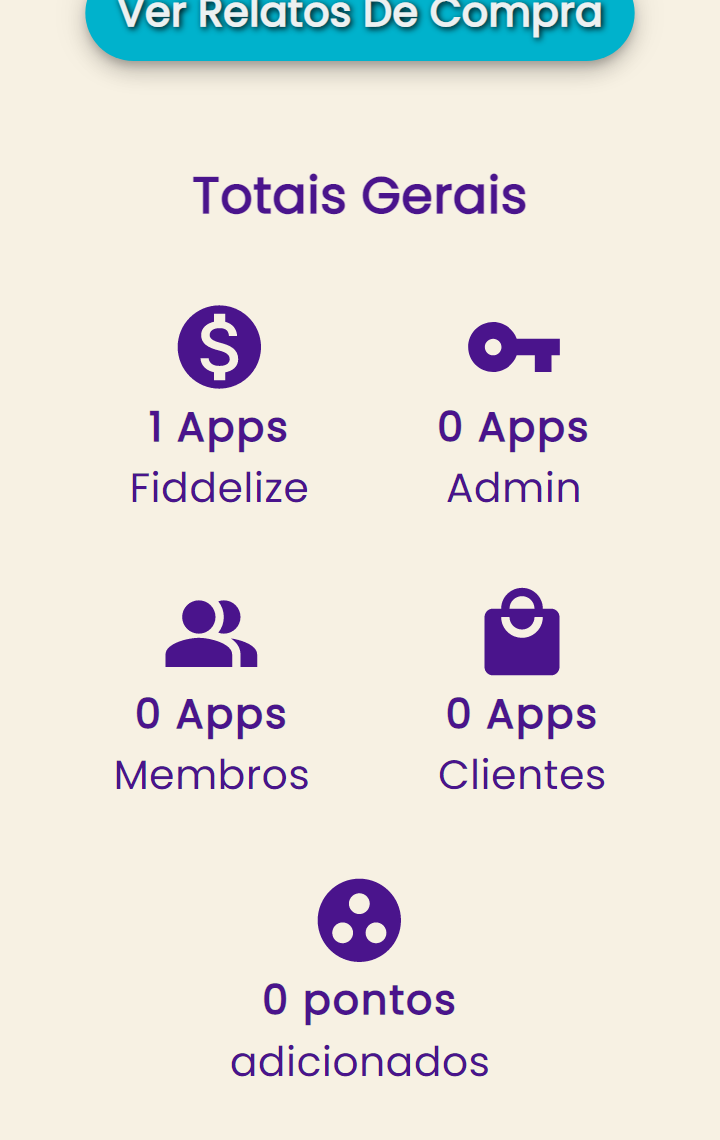 Ver Relatos De Compra
Totais Gerais
1 Apps
Fiddelize
0 Apps
Admin
0 Apps
Membros
0 Apps
Clientes
0 pontos
adicionados